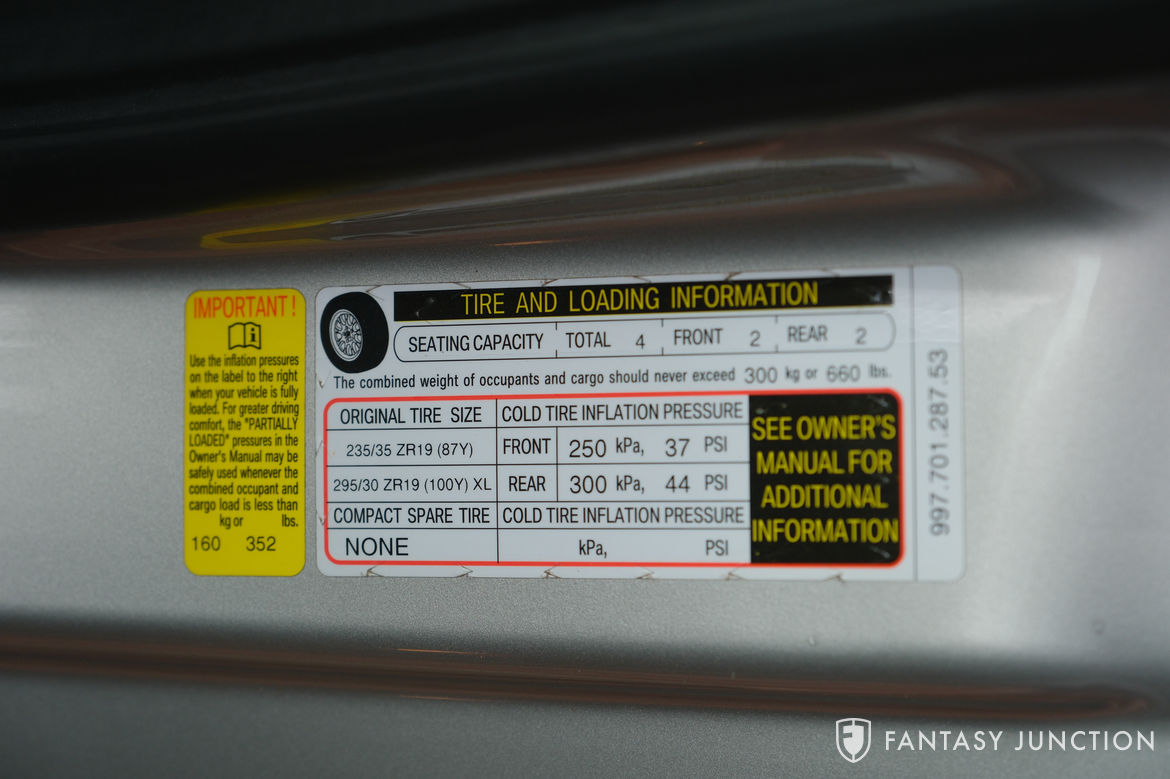 IMPORTANT !
Use the inflation pressures
on the label to the right
when your vehicle is fully
loaded. For greater driving
comfort, the "PARTIALLY
LOADED" pressures in the
Owner's Manual may be
safely used whenever the
combined occupant and
cargo load is less than
kg or lbs.
160 352
TIRE AND LOADING INFORMATION
SEATING CAPACITY TOTAL 4 FRONT 2 REAR 2
The combined weight of occupants and cargo should never exceed 300 kg or 660 lbs.
ORIGINAL TIRE SIZE COLD TIRE INFLATION PRESSURE
235/35 ZR19 (87Y) FRONT 250 kPa, 37 PSI
295/30 ZR19 (100Y) XL REAR 300 kPa, 44 PSI
COMPACT SPARE TIRE COLD TIRE INFLATION PRESSURE
NONE kPa, PSI
SEE OWNER'S
MANUAL FOR
ADDITIONAL
INFORMATION
997.701.287.53
FANTASY JUNCTION